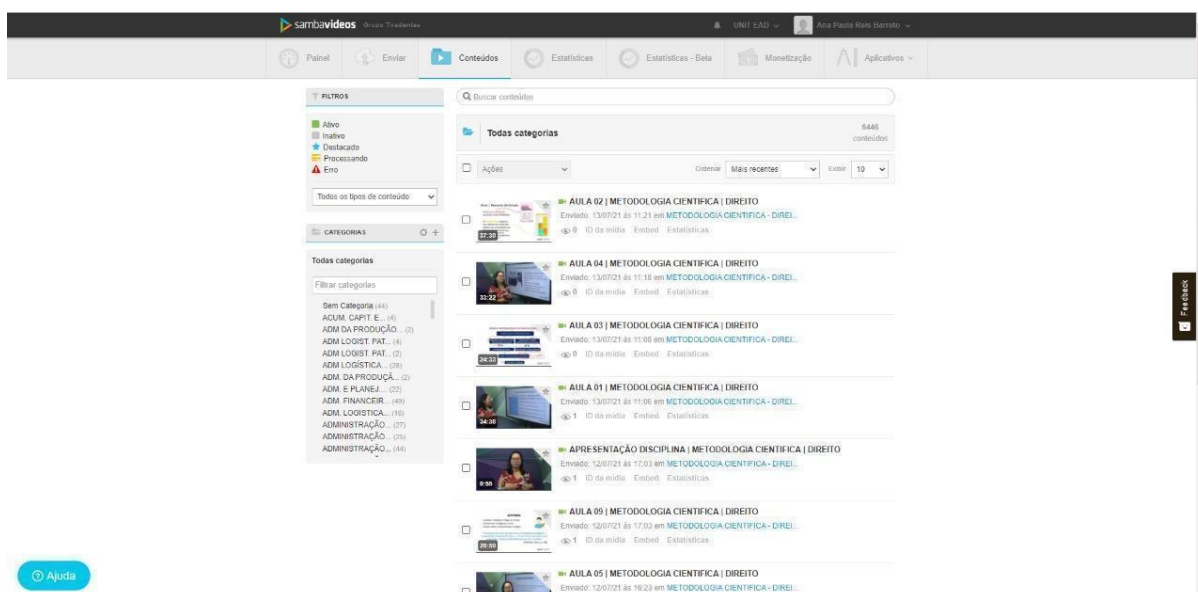 sambavideos Grupo Tiradentes
UNIT EAD
Ana Paula Reis Barreto
Painel
Enviar
Conteúdos
Estatísticas
Estatísticas - Beta
Monetização
Aplicativos
FILTROS
Ativo
Inativo
Destacado
Processando
Erro
Todos os tipos de conteúdo
CATEGORIAS
Todas categorias
Filtrar categorias
Sem Categoria (44)
ACUM. CAPIT. E... (4)
ADM DA PRODUÇÃO... (2)
ADM LOGIST. PAT... (4)
ADM LOGIST. PAT... (2)
ADM LOGÍSTICA... (28)
ADM. DA PRODUÇÃ... (2)
ADM. E PLANEJ.... (22)
ADM. FINANCEIR... (49)
ADM. LOGISTICA... (18)
ADMINISTRAÇÃO... (27)
ADMINISTRAÇÃO... (25)
ADMINISTRAÇÃO... (44)
Buscar conteúdos
Todas categorias
6446
conteúdos
Ações
Ordenar Mais recentes
Exibir 10
37:30
AULA 02 | METODOLOGIA CIENTIFICA | DIREITO
Enviado: 13/07/21 às 11:21 em METODOLOGIA CIENTIFICA - DIREI...
0 ID da mídia Embed Estatísticas
33:22
AULA 04 | METODOLOGIA CIENTIFICA | DIREITO
Enviado: 13/07/21 às 11:18 em METODOLOGIA CIENTIFICA - DIREI...
0 ID da mídia Embed Estatísticas
24:33
AULA 03 | METODOLOGIA CIENTIFICA | DIREITO
Enviado: 13/07/21 às 11:08 em METODOLOGIA CIENTIFICA - DIREI...
0 ID da mídia Embed Estatísticas
34:38
AULA 01 | METODOLOGIA CIENTIFICA | DIREITO
Enviado: 13/07/21 às 11:06 em METODOLOGIA CIENTIFICA - DIREI...
1 ID da mídia Embed Estatísticas
8:55
APRESENTAÇÃO DISCIPLINA | METODOLOGIA CIENTIFICA | DIREITO
Enviado: 12/07/21 às 17:03 em METODOLOGIA CIENTIFICA - DIREI...
1 ID da mídia Embed Estatísticas
AULA 09 | METODOLOGIA CIENTIFICA | DIREITO
Enviado: 12/07/21 às 17:03 em METODOLOGIA CIENTIFICA - DIREI...
1 ID da mídia Embed Estatísticas
AULA 05 | METODOLOGIA CIENTIFICA | DIREITO
Enviado: 12/07/21 às 16:23 em METODOLOGIA CIENTIFICA - DIREI...
Feedback
Ajuda